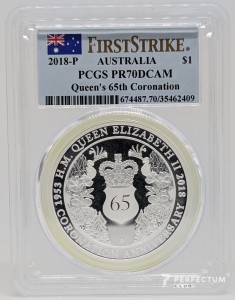 FIRSTSTRIKE®
2018-P AUSTRALIA $1
PCGS PR70DCAM
Queen's 65th Coronation
674487.70/35462409
1953 H.M. QUEEN ELIZABETH II 2018
65
CORONATION ANNIVERSARY
PERFECTUM